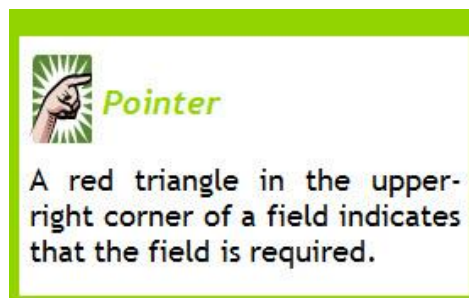 Pointer
A red triangle in the upper-
right corner of a field indicates
that the field is required.